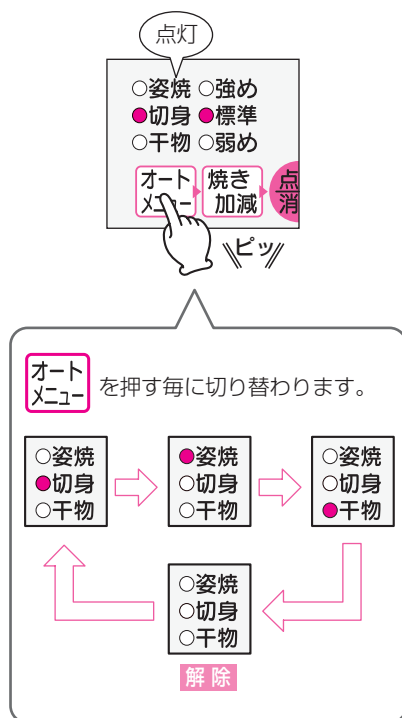 点灯
○姿焼 ○強め
●切身 ●標準
○干物 ○弱め
オート
メニュー
焼き
加減
点
消
ピッ
オート
メニュー
を押す毎に切り替わります。
○姿焼
●切身
○干物
●姿焼
○切身
○干物
○姿焼
○切身
●干物
○姿焼
○切身
○干物
解除